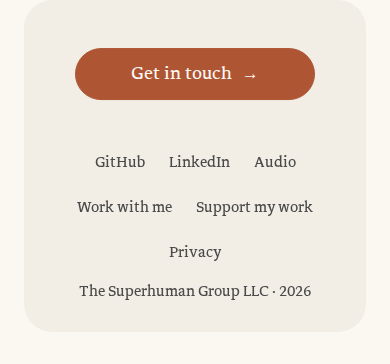 Get in touch →
GitHub LinkedIn Audio
Work with me Support my work
Privacy
The Superhuman Group LLC · 2026